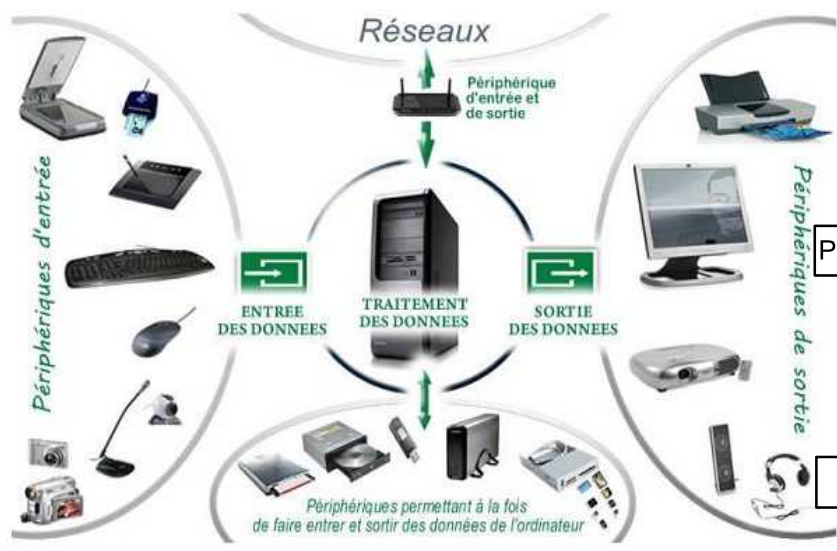 Réseaux
Périphérique
d'entrée et
de sortie
Périphériques d'entrée
ENTREE
DES DONNEES
TRAITEMENT
DES DONNEES
SORTIE
DES DONNEES
Périphériques de sortie
P
Périphériques permettant à la fois
de faire entrer et sortir des données de l'ordinateur